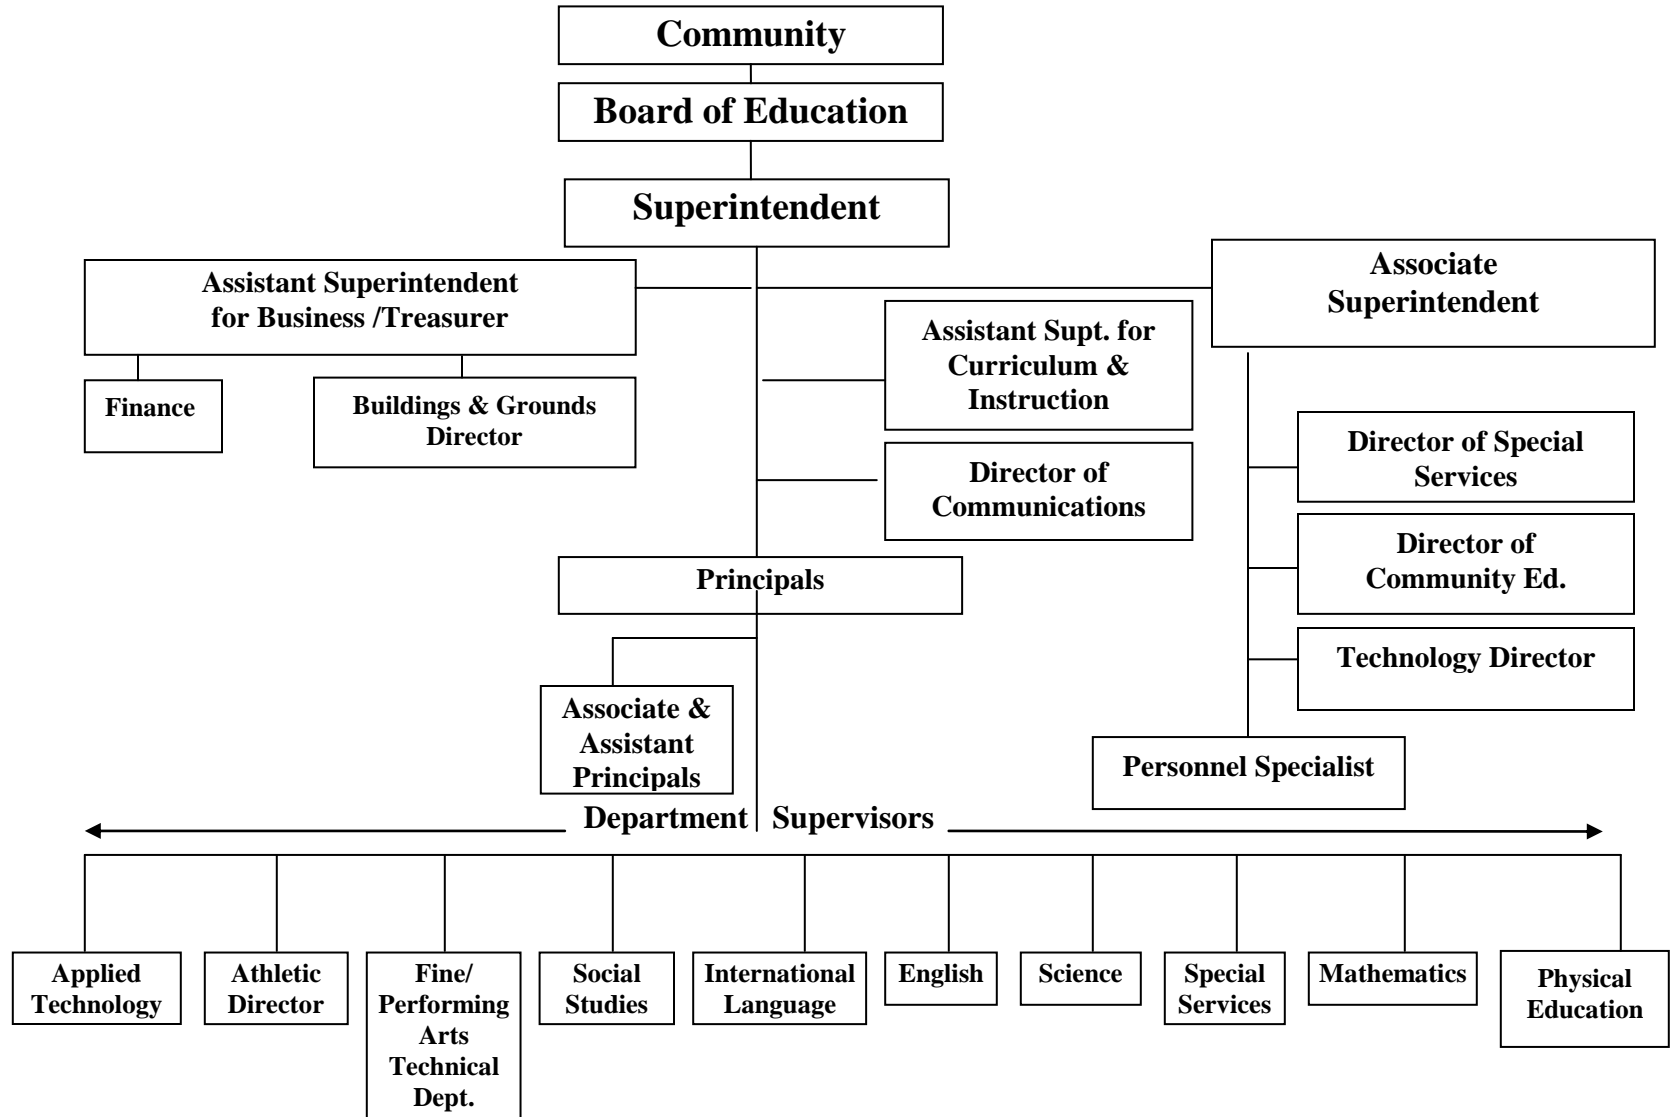 Community
Board of Education
Superintendent
Assistant Superintendent
for Business /Treasurer
Associate
Superintendent
Finance
Buildings & Grounds
Director
Assistant Supt. for
Curriculum &
Instruction
Director of
Communications
Director of Special
Services
Director of
Community Ed.
Technology Director
Personnel Specialist
Principals
Associate &
Assistant
Principals
Department Supervisors
Applied
Technology
Athletic
Director
Fine/
Performing
Arts
Technical
Dept.
Social
Studies
International
Language
English
Science
Special
Services
Mathematics
Physical
Education